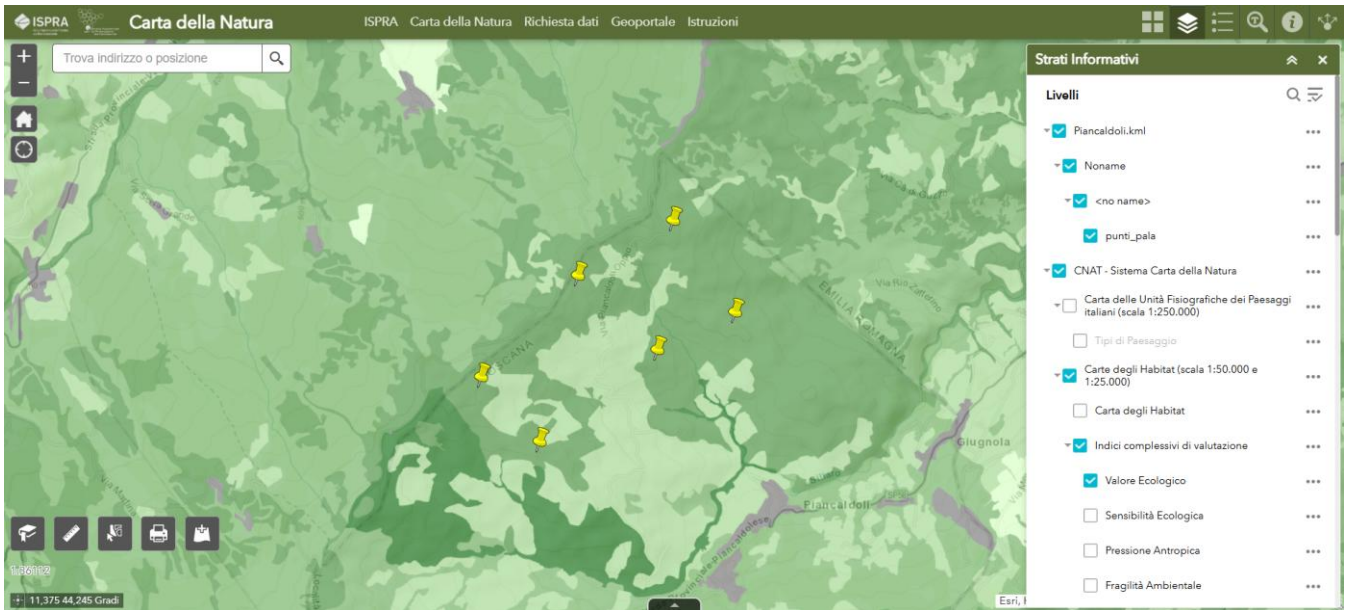 ISPRA
Carta della Natura
ISPRA Carta della Natura Richiesta dati Geoportale Istruzioni
+
Trova indirizzo o posizione
−
Strati Informativi
Livelli
Piancaldoli.kml
Noname
<no name>
punti_pala
CNAT - Sistema Carta della Natura
Carta delle Unità Fisiografiche dei Paesaggi
italiani (scala 1:250.000)
Tipi di Paesaggio
Carte degli Habitat (scala 1:50.000 e
1:25.000)
Carta degli Habitat
Indici complessivi di valutazione
Valore Ecologico
Sensibilità Ecologica
Pressione Antropica
Fragilità Ambientale
EMILIA ROMAGNA
TOSCANA
Giugnola
Piancaldoli
1:36112
11,375 44,245 Gradi
Esri,